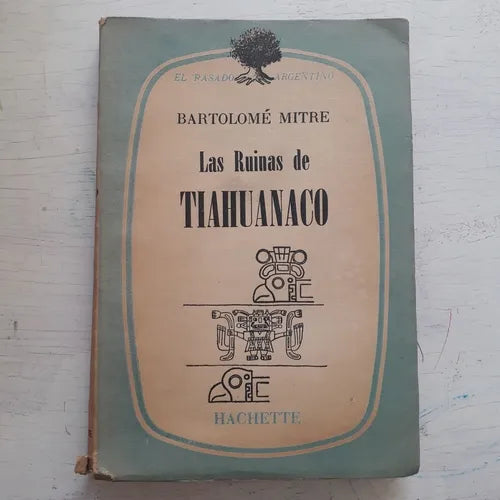 EL PASADO ARGENTINO
BARTOLOMÉ MITRE
Las Ruinas de
TIAHUANACO
HACHETTE